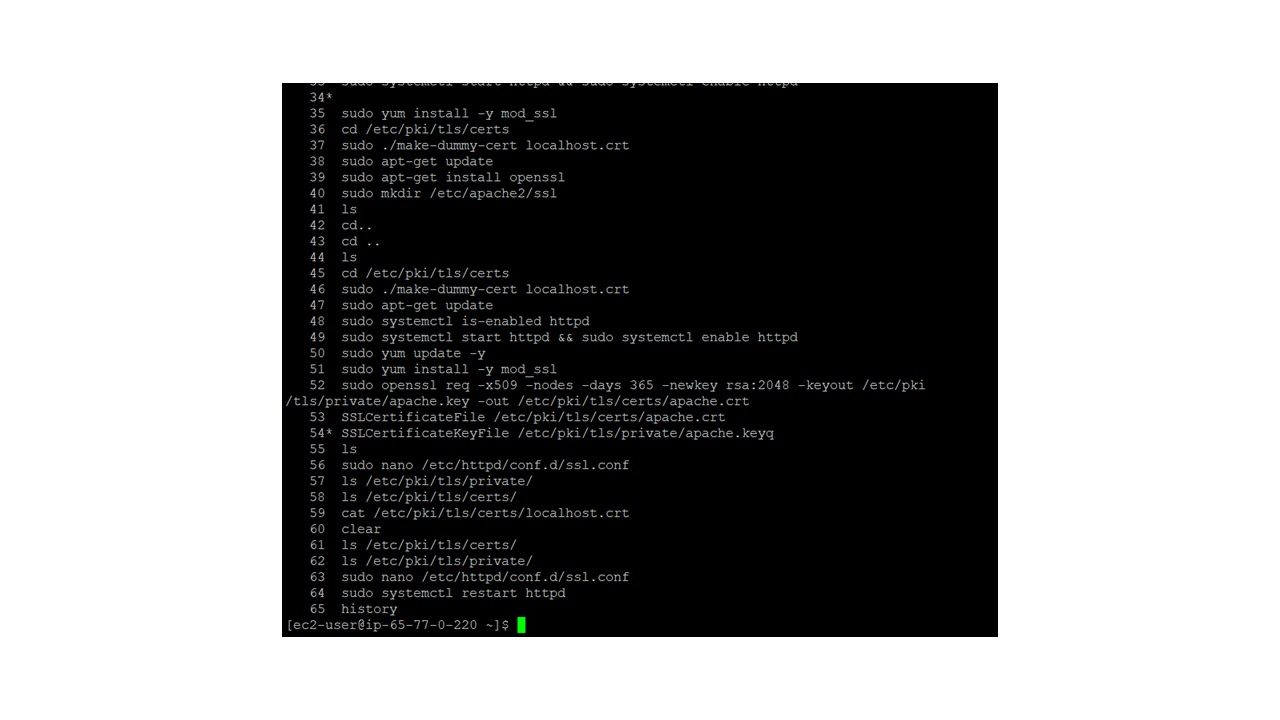 33  sudo systemctl start httpd && sudo systemctl enable httpd
34*
35  sudo yum install -y mod_ssl
36  cd /etc/pki/tls/certs
37  sudo ./make-dummy-cert localhost.crt
38  sudo apt-get update
39  sudo apt-get install openssl
40  sudo mkdir /etc/apache2/ssl
41  ls
42  cd..
43  cd ..
44  ls
45  cd /etc/pki/tls/certs
46  sudo ./make-dummy-cert localhost.crt
47  sudo apt-get update
48  sudo systemctl is-enabled httpd
49  sudo systemctl start httpd && sudo systemctl enable httpd
50  sudo yum update -y
51  sudo yum install -y mod_ssl
52  sudo openssl req -x509 -nodes -days 365 -newkey rsa:2048 -keyout /etc/pki
/tls/private/apache.key -out /etc/pki/tls/certs/apache.crt
53  SSLCertificateFile /etc/pki/tls/certs/apache.crt
54* SSLCertificateKeyFile /etc/pki/tls/private/apache.keyq
55  ls
56  sudo nano /etc/httpd/conf.d/ssl.conf
57  ls /etc/pki/tls/private/
58  ls /etc/pki/tls/certs/
59  cat /etc/pki/tls/certs/localhost.crt
60  clear
61  ls /etc/pki/tls/certs/
62  ls /etc/pki/tls/private/
63  sudo nano /etc/httpd/conf.d/ssl.conf
64  sudo systemctl restart httpd
65  history
[ec2-user@ip-65-77-0-220 ~]$